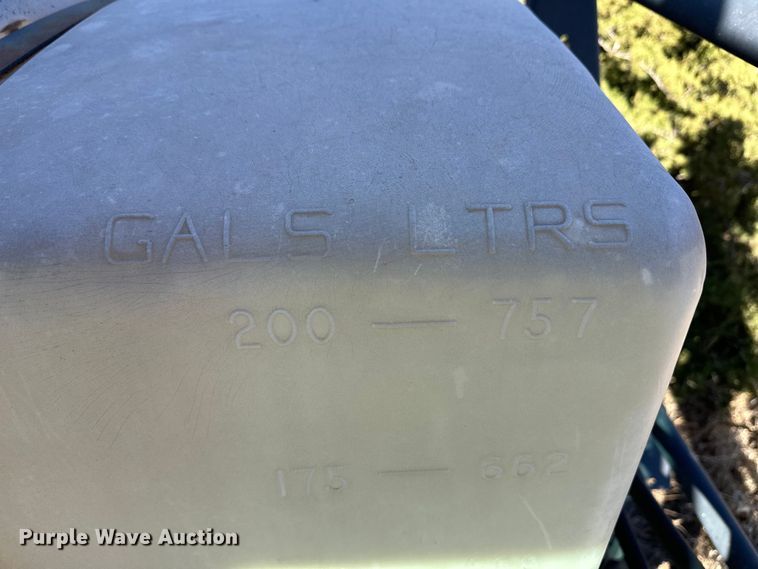 GALS LTRS
200 — 757
175 — 662
Purple Wave Auction